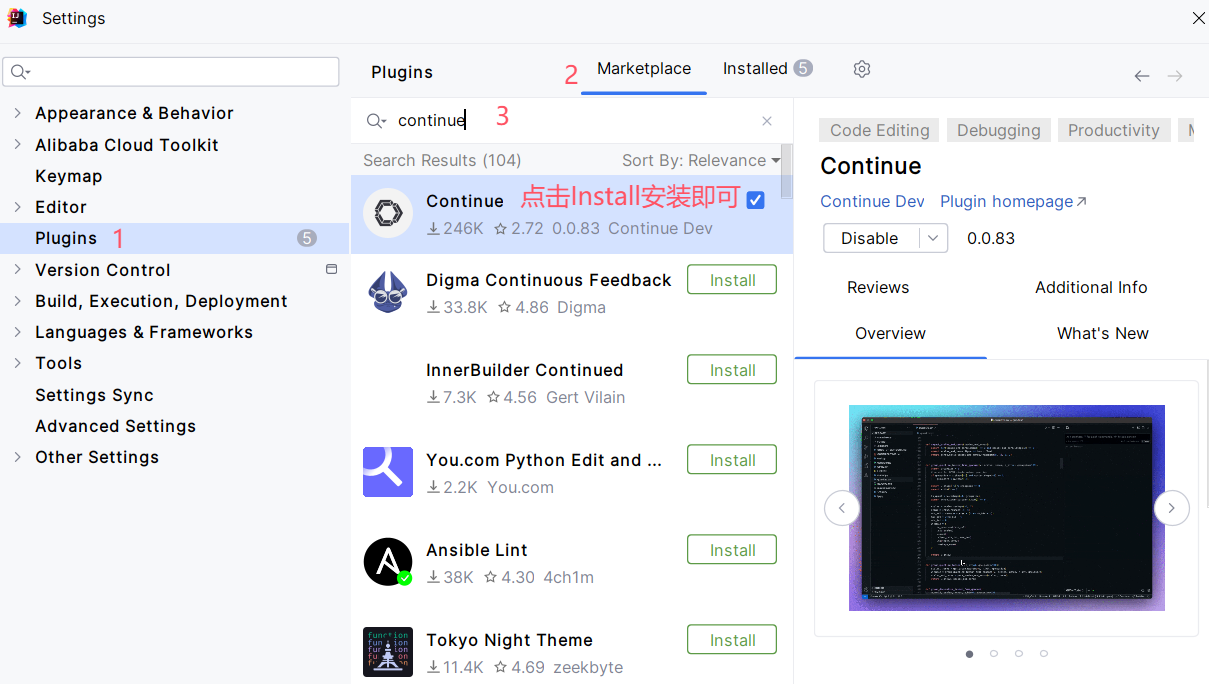 Settings
Plugins
2
Marketplace
Installed 5
Appearance & Behavior
Alibaba Cloud Toolkit
Keymap
Editor
Plugins 1 5
Version Control
Build, Execution, Deployment
Languages & Frameworks
Tools
Settings Sync
Advanced Settings
Other Settings
continue 3
Search Results (104) Sort By: Relevance
Continue 点击Install安装即可
246K 2.72 0.0.83 Continue Dev
Digma Continuous Feedback Install
33.8K 4.86 Digma
InnerBuilder Continued Install
7.3K 4.56 Gert Vilain
You.com Python Edit and ... Install
2.2K You.com
Ansible Lint Install
38K 4.30 4ch1m
Tokyo Night Theme Install
11.4K 4.69 zeekbyte
Code Editing Debugging Productivity
Continue
Continue Dev Plugin homepage
Disable 0.0.83
Reviews Additional Info
Overview What's New